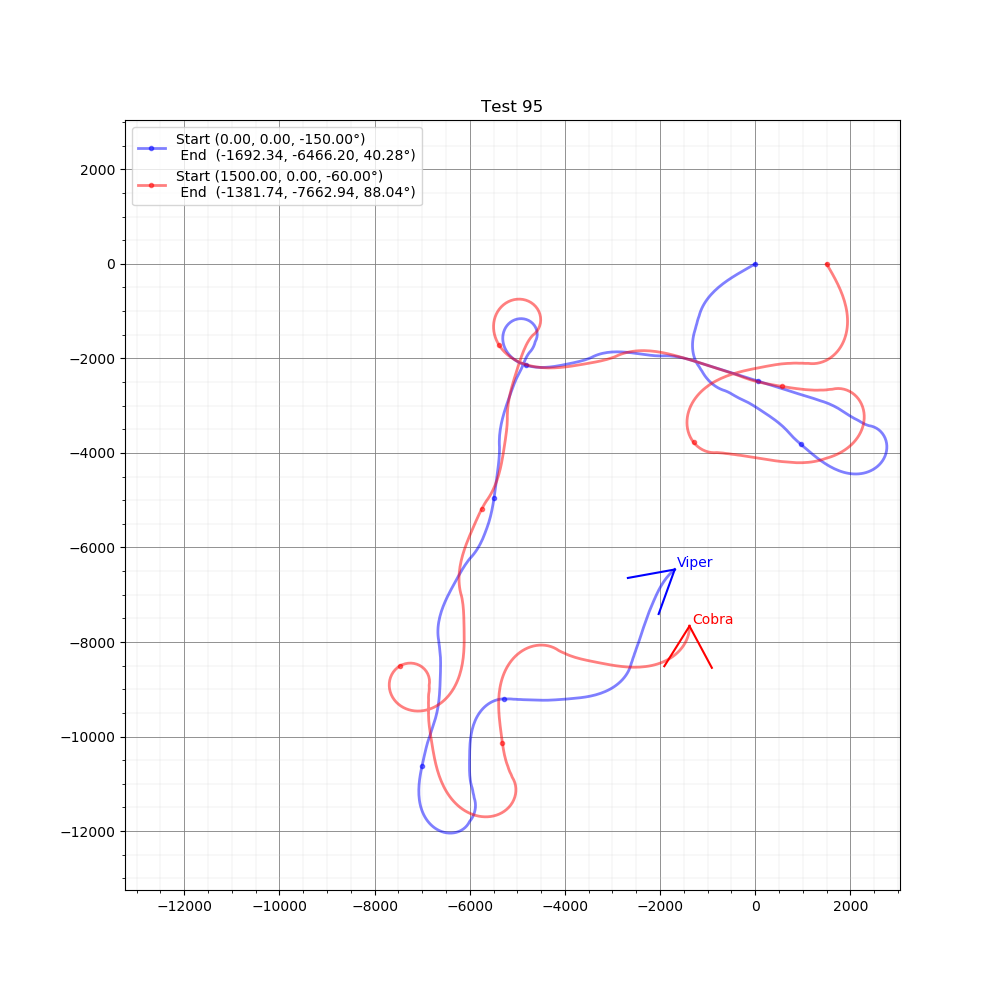 Test 95
Start (0.00, 0.00, -150.00°)
End  (-1692.34, -6466.20, 40.28°)
Start (1500.00, 0.00, -60.00°)
End  (-1381.74, -7662.94, 88.04°)
2000
0
−2000
−4000
−6000
−8000
−10000
−12000
Viper
Cobra
−12000 −10000 −8000 −6000 −4000 −2000 0 2000